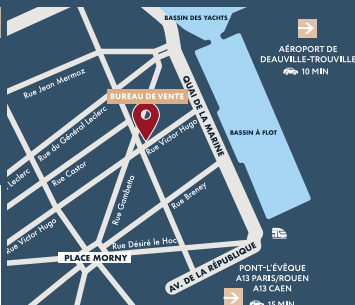 BASSIN DES YACHTS
AÉROPORT DE
DEAUVILLE-TROUVILLE
10 MIN
Rue Jean Mermoz
BUREAU DE VENTE
QUAI DE LA MARINE
Rue du Général Leclerc
BASSIN À FLOT
Leclerc
Rue Castor
Rue Victor Hugo
Rue Gambetta
Rue Breney
Rue Victor Hugo
Rue Désiré le Hoc
PLACE MORNY
AV. DE LA RÉPUBLIQUE
PONT-L'ÉVÊQUE
A13 PARIS/ROUEN
A13 CAEN
15 MIN